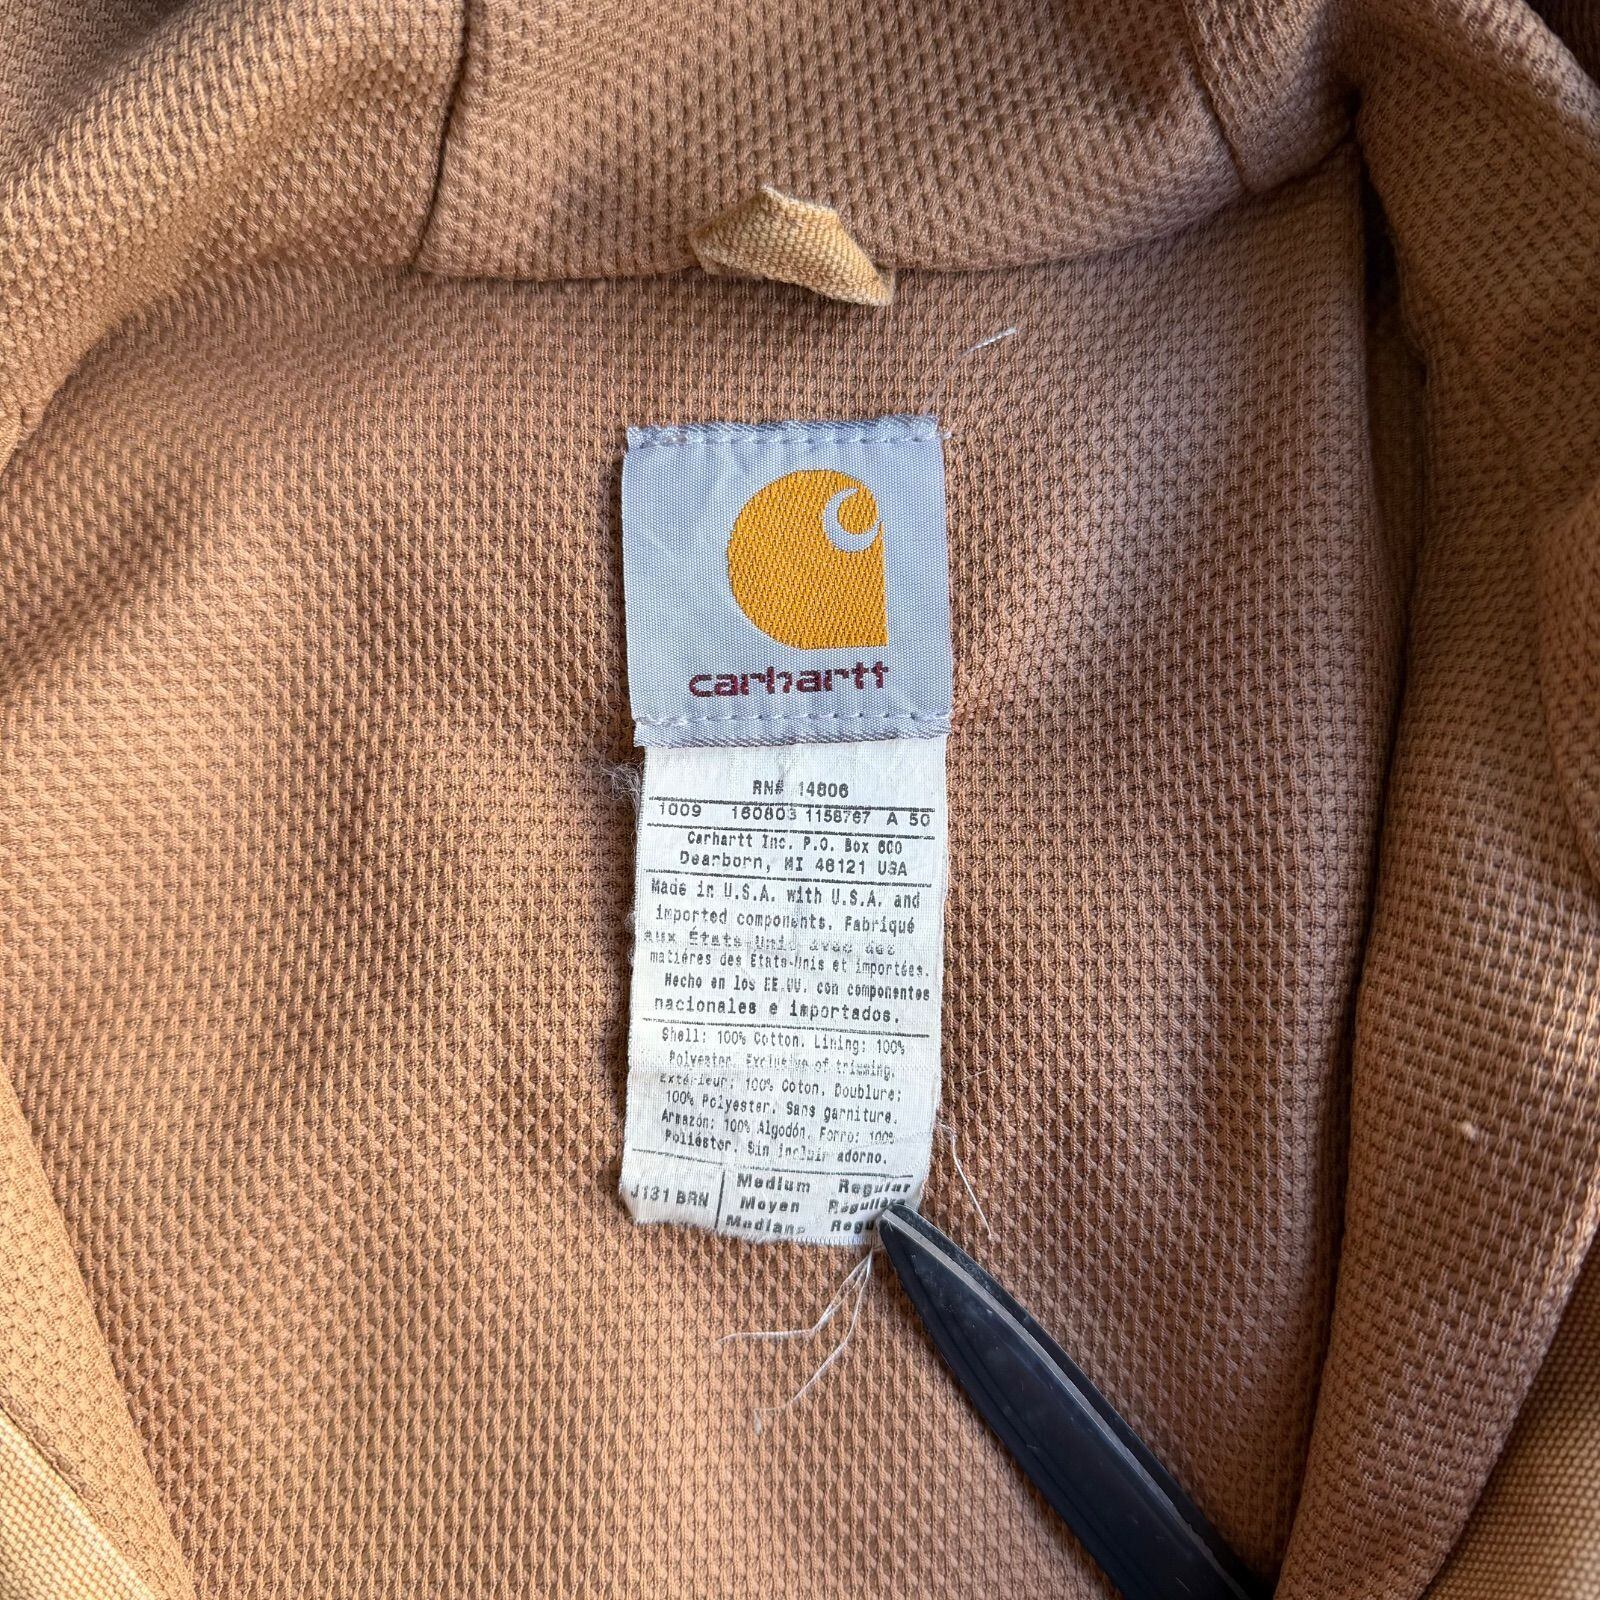 carhartt
RN# 14806
1009 160803 1158767 A 50
Carhartt Inc. P.O. Box 600
Dearborn, MI 48121 USA
Made in U.S.A. with U.S.A. and
imported components. Fabriqué
aux États-Unis avec des
matières des États-Unis et importées.
Hecho en los EE.UU. con componentes
nacionales e importados.
Shell: 100% Cotton. Lining: 100%
Polyester. Exclusive of trimming.
Extérieur: 100% Coton. Doublure:
100% Polyester. Sans garniture.
Armazón: 100% Algodón. Forro: 100%
Poliéster. Sin incluir adorno.
J131 BRN
Medium Regular
Moyen Régulière
Mediano